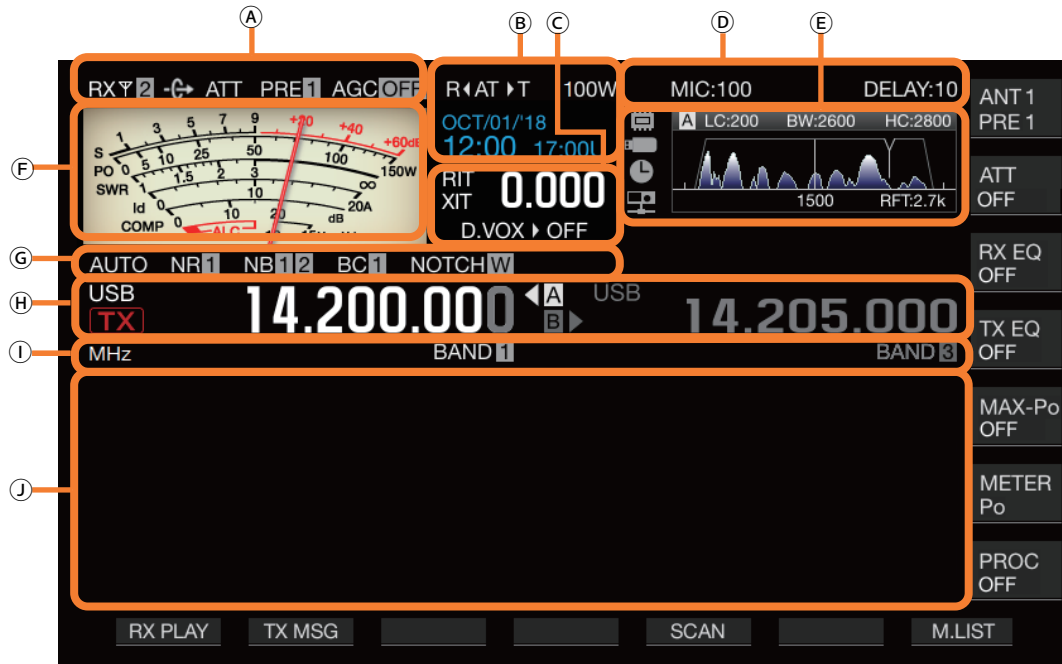 Ⓐ Ⓑ Ⓒ Ⓓ Ⓔ
RX 2 ATT PRE 1 AGC OFF
R◂AT▸T 100W
MIC:100 DELAY:10
OCT/01/'18
12:00 17:00U
A LC:200 BW:2600 HC:2800
1500 RFT:2.7k
Ⓕ
S 1 3 5 7 9 +20 +40 +60dB
PO 0 5 10 25 50 100 150W
SWR 1 1.5 2 3 ∞
Id 0 10 20A
COMP 0 10 20 dB
ALC
RIT
XIT 0.000
D.VOX ▸ OFF
Ⓖ
AUTO NR 1 NB 1 2 BC 1 NOTCH W
Ⓗ
USB 14.200.000 ◀ A USB 14.205.000
TX B ▶
Ⓘ
MHz BAND 1 BAND 3
Ⓙ
ANT 1
PRE 1
ATT
OFF
RX EQ
OFF
TX EQ
OFF
MAX-Po
OFF
METER
Po
PROC
OFF
RX PLAY TX MSG SCAN M.LIST